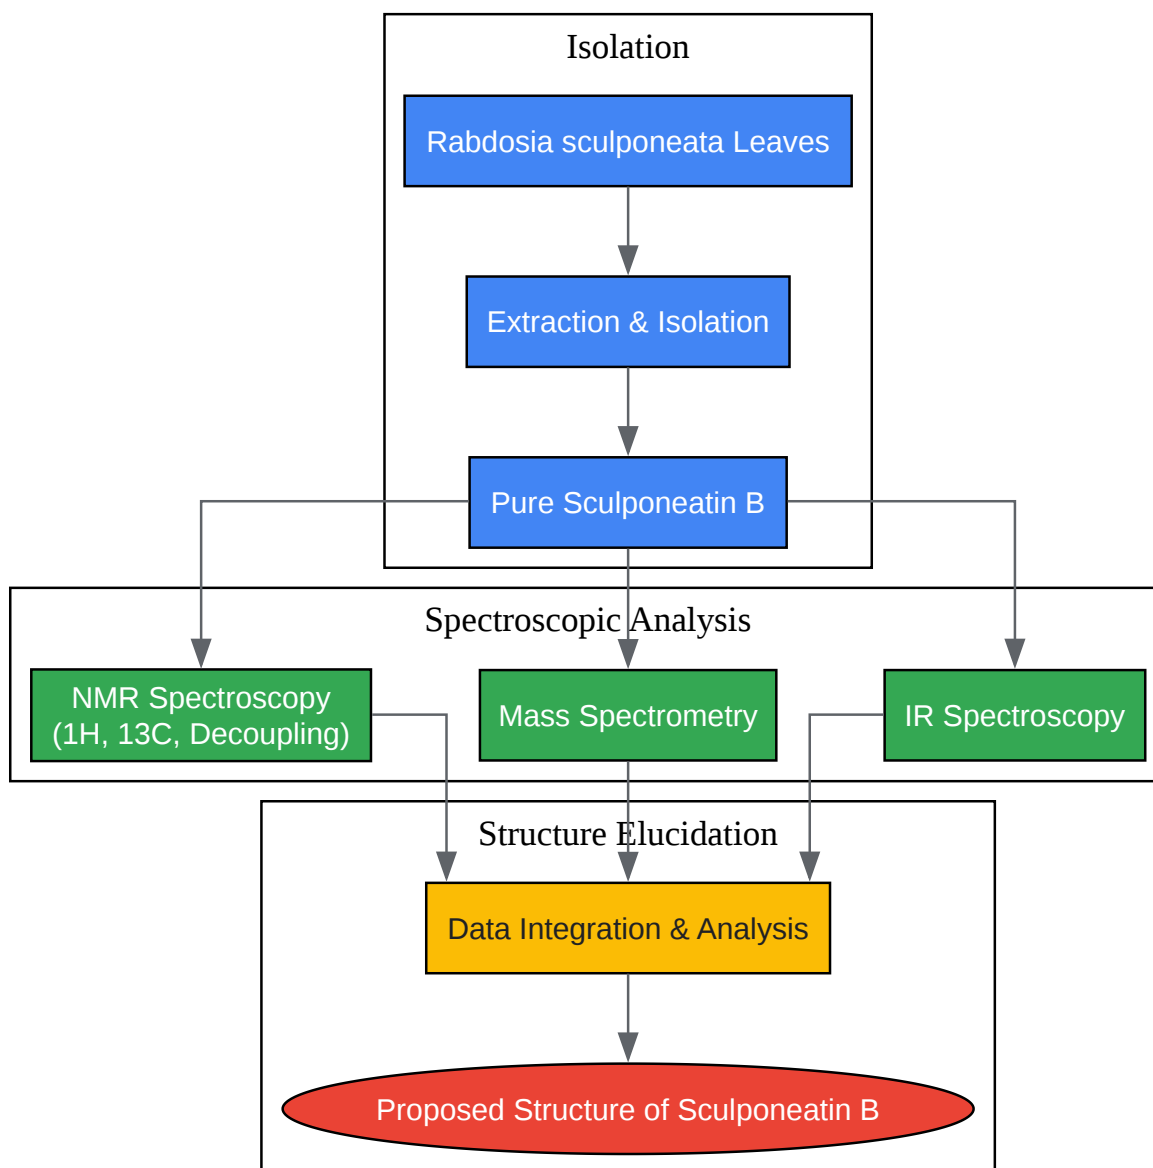 Isolation
Rabdosia sculponeata Leaves
Extraction & Isolation
Pure Sculponeatin B
Spectroscopic Analysis
NMR Spectroscopy
(1H, 13C, Decoupling)
Mass Spectrometry
IR Spectroscopy
Structure Elucidation
Data Integration & Analysis
Proposed Structure of Sculponeatin B